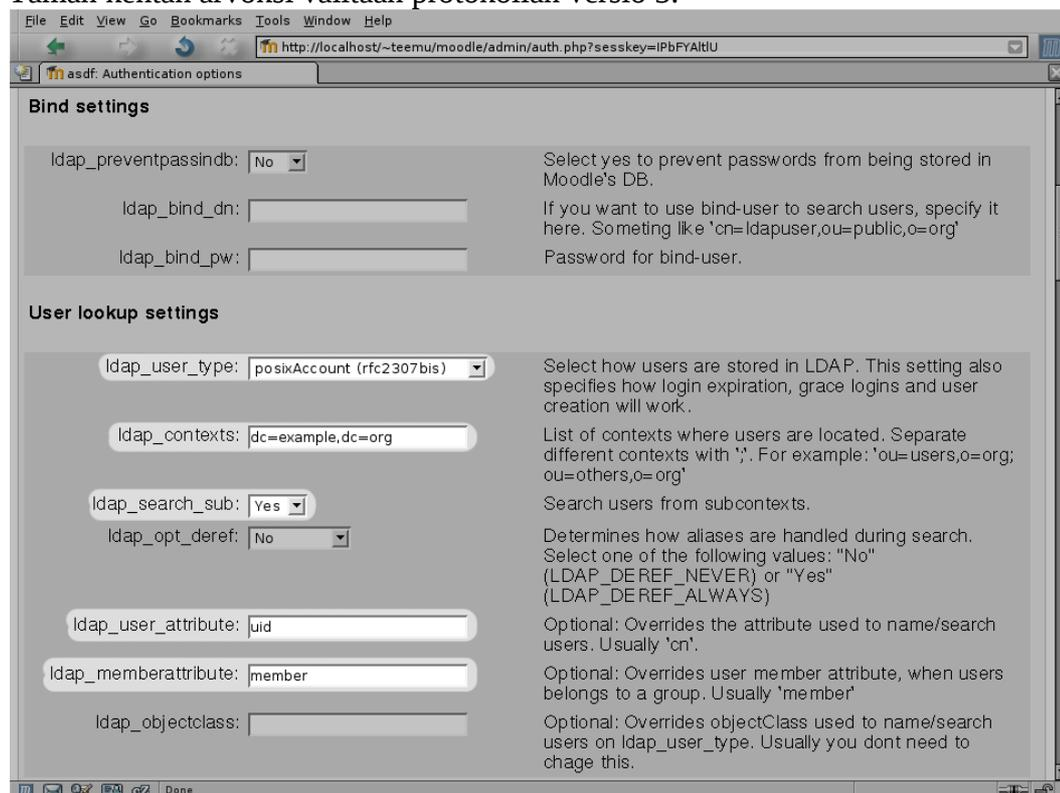 Tämän kentän arvoksi valitaan protokollan versio 3.
File Edit View Go Bookmarks Tools Window Help
http://localhost/~teemu/moodle/admin/auth.php?sesskey=IPbFYAltlU
asdf: Authentication options
Bind settings
ldap_preventpassindb: No Select yes to prevent passwords from being stored in
Moodle's DB.
ldap_bind_dn: If you want to use bind-user to search users, specify it
here. Someting like 'cn=ldapuser,ou=public,o=org'
ldap_bind_pw: Password for bind-user.
User lookup settings
ldap_user_type: posixAccount (rfc2307bis) Select how users are stored in LDAP. This setting also
specifies how login expiration, grace logins and user
creation will work.
ldap_contexts: dc=example,dc=org List of contexts where users are located. Separate
different contexts with ';'. For example: 'ou=users,o=org;
ou=others,o=org'
ldap_search_sub: Yes Search users from subcontexts.
ldap_opt_deref: No Determines how aliases are handled during search.
Select one of the following values: "No"
(LDAP_DEREF_NEVER) or "Yes"
(LDAP_DEREF_ALWAYS)
ldap_user_attribute: uid Optional: Overrides the attribute used to name/search
users. Usually 'cn'.
ldap_memberattribute: member Optional: Overrides user member attribute, when users
belongs to a group. Usually 'member'
ldap_objectclass: Optional: Overrides objectClass used to name/search
users on ldap_user_type. Usually you dont need to
chage this.
Done